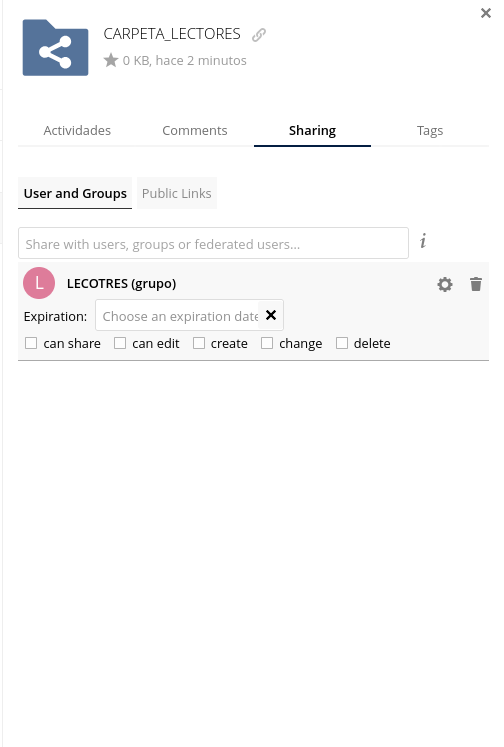 CARPETA_LECTORES
0 KB, hace 2 minutos
Actividades Comments Sharing Tags
User and Groups Public Links
Share with users, groups or federated users...
i
L LECOTRES (grupo)
Expiration: Choose an expiration date
can share can edit create change delete